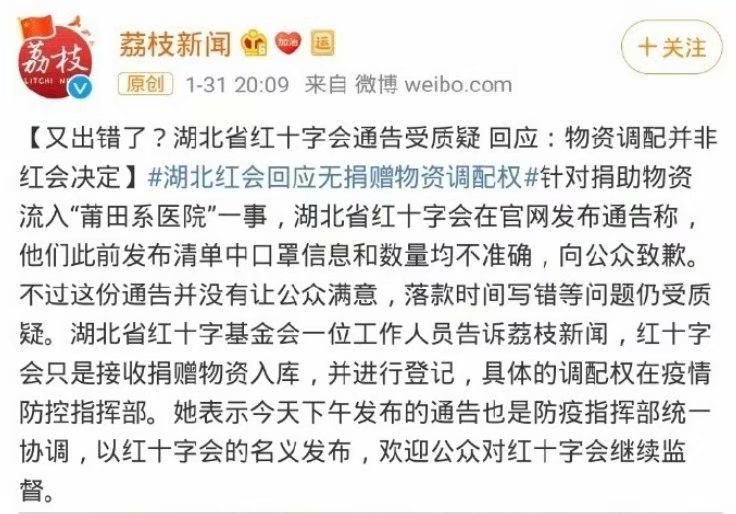 荔枝新闻
荔枝
LITCHI NE
加油
运
+关注
原创 1-31 20:09 来自 微博 weibo.com
【又出错了？湖北省红十字会通告受质疑 回应：物资调配并非
红会决定】#湖北红会回应无捐赠物资调配权#针对捐助物资
流入“莆田系医院”一事，湖北省红十字会在官网发布通告称，
他们此前发布清单中口罩信息和数量均不准确，向公众致歉。
不过这份通告并没有让公众满意，落款时间写错等问题仍受质
疑。湖北省红十字基金会一位工作人员告诉荔枝新闻，红十字
会只是接收捐赠物资入库，并进行登记，具体的调配权在疫情
防控指挥部。她表示今天下午发布的通告也是防疫指挥部统一
协调，以红十字会的名义发布，欢迎公众对红十字会继续监
督。